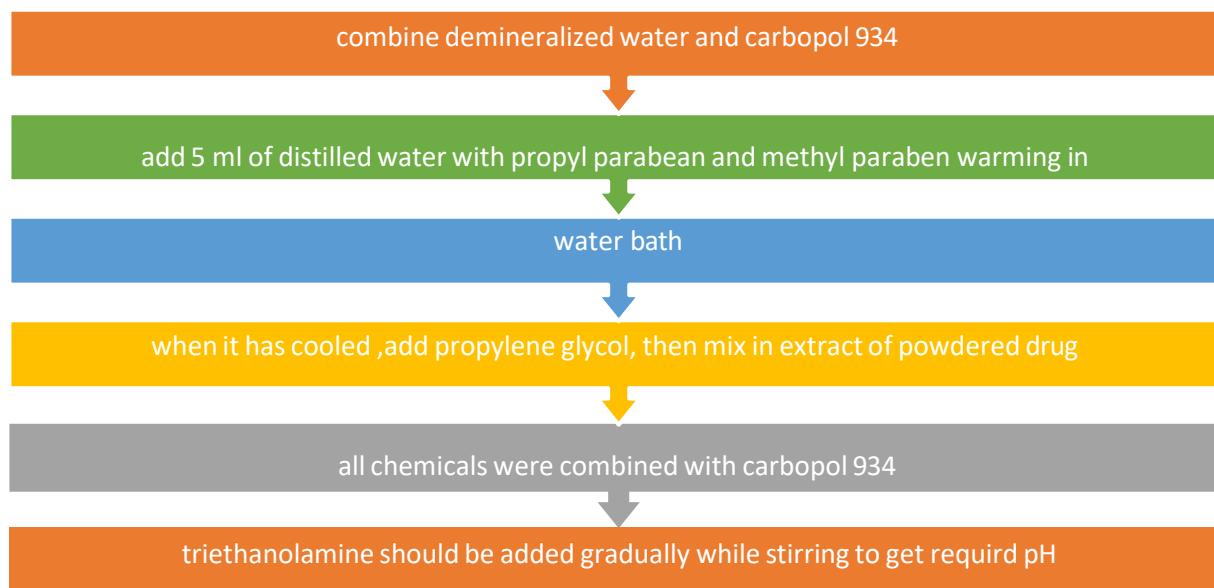 combine demineralized water and carbopol 934
add 5 ml of distilled water with propyl parabean and methyl paraben warming in
water bath
when it has cooled ,add propylene glycol, then mix in extract of powdered drug
all chemicals were combined with carbopol 934
triethanolamine should be added gradually while stirring to get requird pH